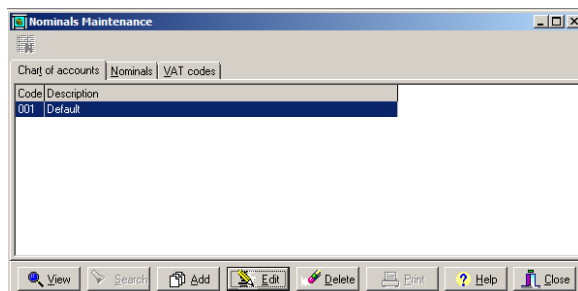 Nominals Maintenance
Chart of accounts Nominals VAT codes
Code Description
001 Default
View Search Add Edit Delete Print Help Close